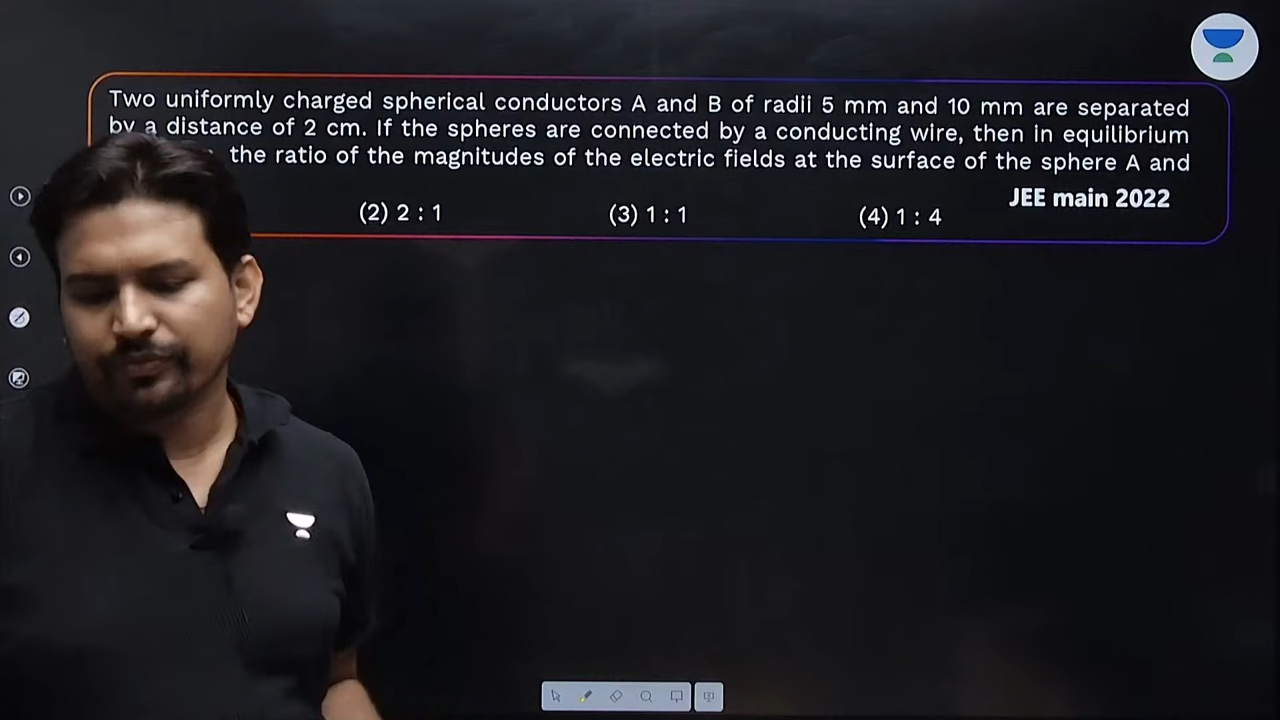 Two uniformly charged spherical conductors A and B of radii 5 mm and 10 mm are separated
by a distance of 2 cm. If the spheres are connected by a conducting wire, then in equilibrium
the ratio of the magnitudes of the electric fields at the surface of the sphere A and
JEE main 2022
(2) 2 : 1
(3) 1 : 1
(4) 1 : 4